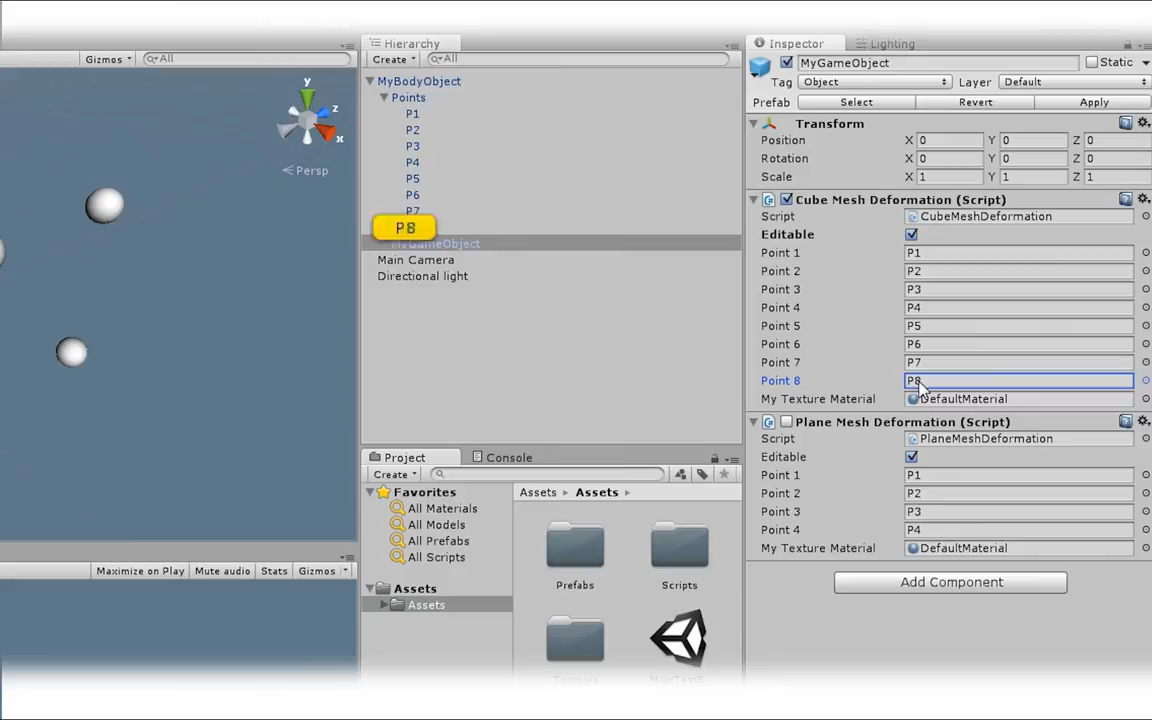 Gizmos
All
y
z
x
Persp
Maximize on Play
Mute audio
Stats
Gizmos
Hierarchy
Create
All
MyBodyObject
Points
P1
P2
P3
P4
P5
P6
P7
P8
MyGameObject
Main Camera
Directional light
Project
Console
Create
Favorites
All Materials
All Models
All Prefabs
All Scripts
Assets
Assets
Assets
Assets
Prefabs
Scripts
Inspector
Lighting
MyGameObject
Static
Tag
Object
Layer
Default
Prefab
Select
Revert
Apply
Transform
Position X 0 Y 0 Z 0
Rotation X 0 Y 0 Z 0
Scale X 1 Y 1 Z 1
Cube Mesh Deformation (Script)
Script CubeMeshDeformation
Editable
Point 1 P1
Point 2 P2
Point 3 P3
Point 4 P4
Point 5 P5
Point 6 P6
Point 7 P7
Point 8 P8
My Texture Material DefaultMaterial
Plane Mesh Deformation (Script)
Script PlaneMeshDeformation
Editable
Point 1 P1
Point 2 P2
Point 3 P3
Point 4 P4
My Texture Material DefaultMaterial
Add Component